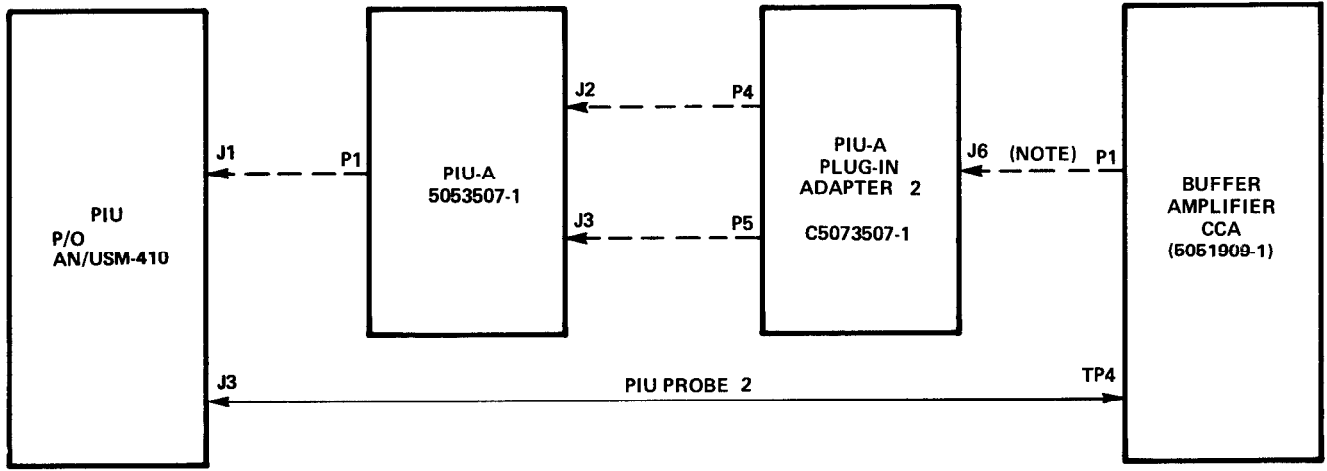 PIU
P/O
AN/USM-410
J1
P1
PIU-A
5053507-1
J2
P4
J3
P5
PIU-A
PLUG-IN
ADAPTER 2
C5073507-1
J6 (NOTE) P1
BUFFER
AMPLIFIER
CCA
(5051909-1)
J3
PIU PROBE 2
TP4